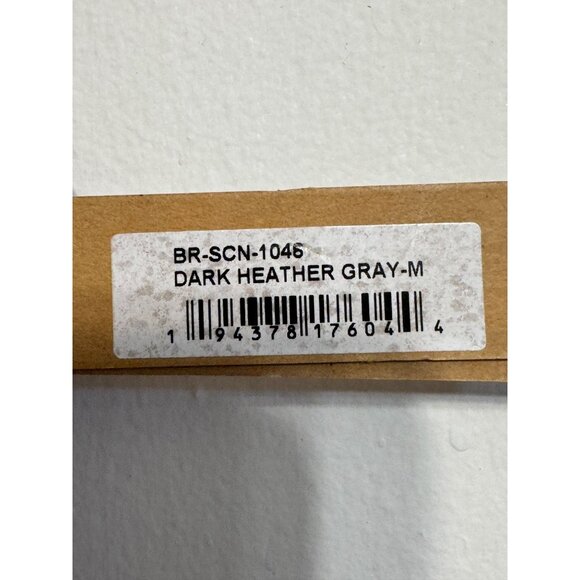 BR-SCN-1046
DARK HEATHER GRAY-M
1 94378 17604 4